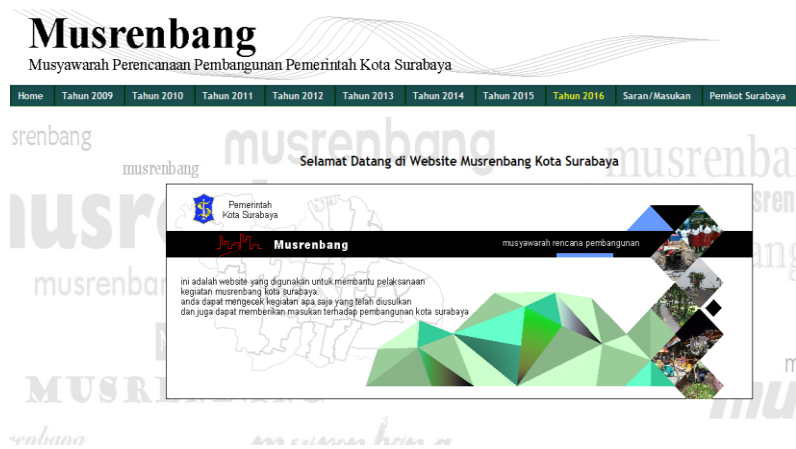 Musrenbang
Musyawarah Perencanaan Pembangunan Pemerintah Kota Surabaya
Home Tahun 2009 Tahun 2010 Tahun 2011 Tahun 2012 Tahun 2013 Tahun 2014 Tahun 2015 Tahun 2016 Saran/Masukan Pemkot Surabaya
srenbang
musrenbang
musrenbang
Selamat Datang di Website Musrenbang Kota Surabaya
Pemerintah
Kota Surabaya
Musrenbang
musyawarah rencana pembangunan
ini adalah website yang digunakan untuk membantu pelaksanaan
kegiatan musrenbang kota surabaya.
anda dapat mengecek kegiatan apa saja yang telah diusulkan
dan juga dapat memberikan masukan terhadap pembangunan kota surabaya